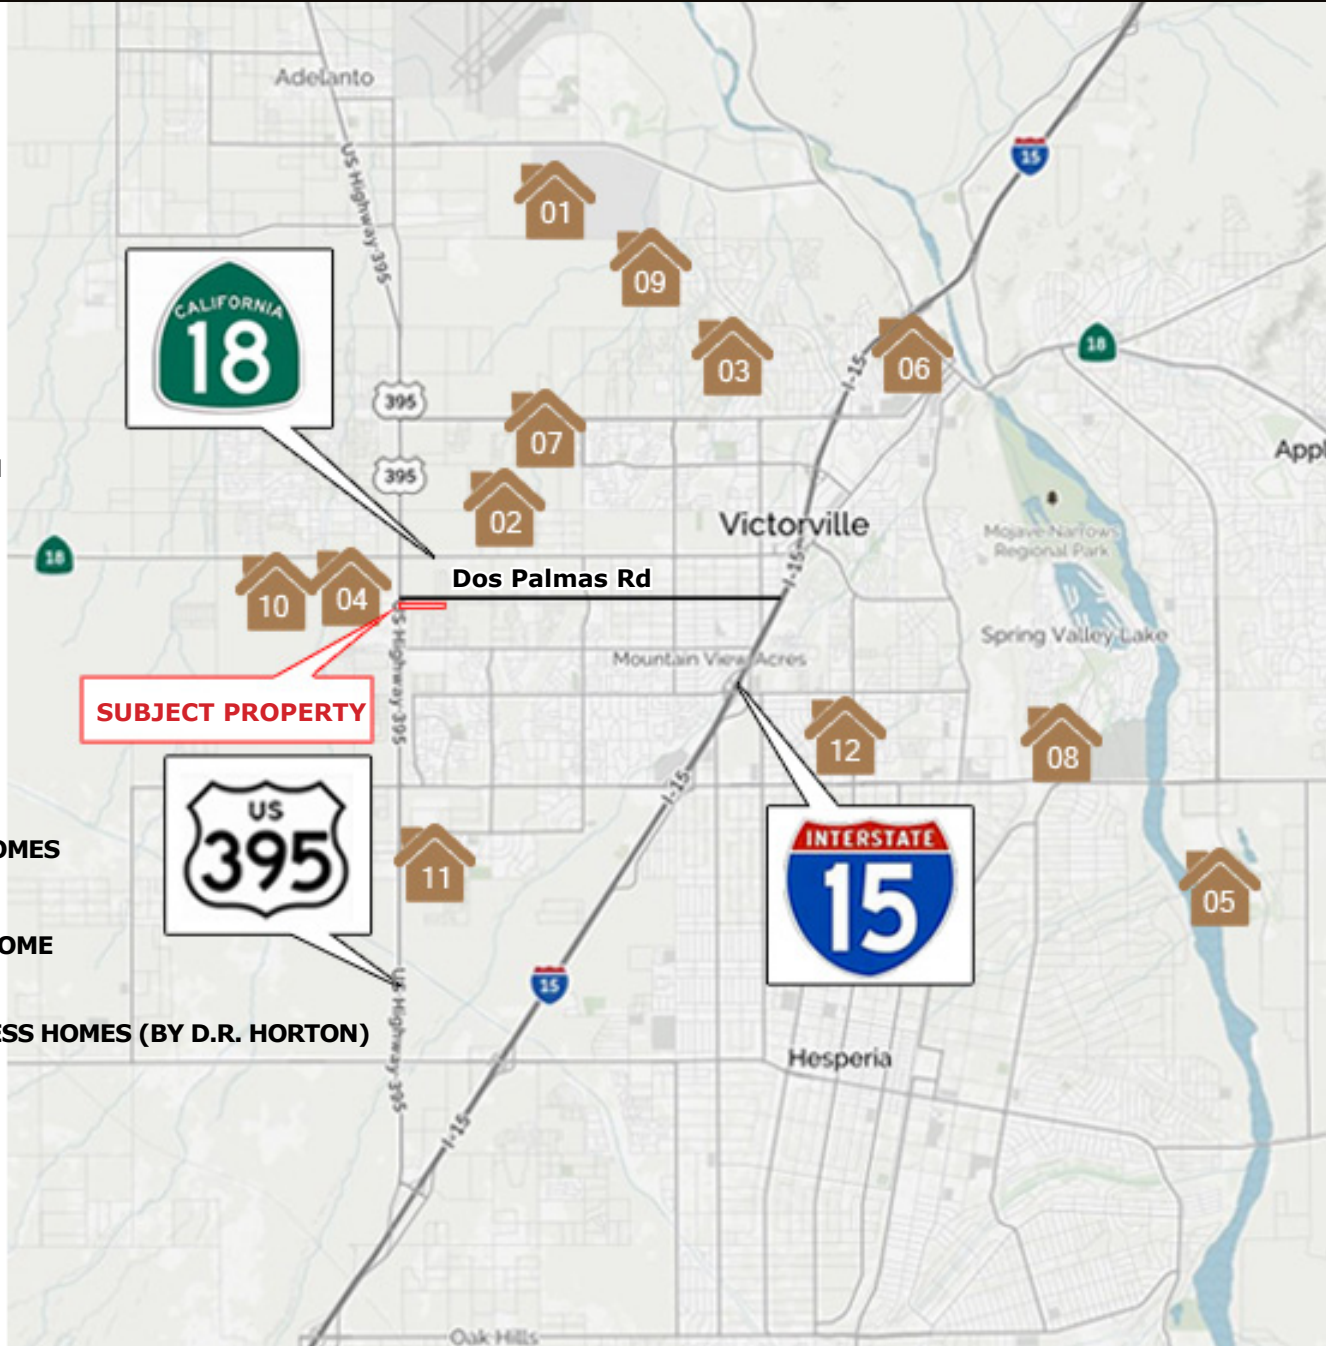 Adelanto
15
US Highway 395
01
09
CALIFORNIA
18
03
06
18
I-15
395
07
395
02
Victorville
Mojave Narrows
Regional Park
18
I-15
Dos Palmas Rd
10
04
Spring Valley Lake
US Highway 395
Mountain View Acres
SUBJECT PROPERTY
12
08
I-15
US
395
INTERSTATE
15
OMES
11
05
OME
15
US Highway 395
ESS HOMES (BY D.R. HORTON)
Hesperia
I-15
Oak Hills